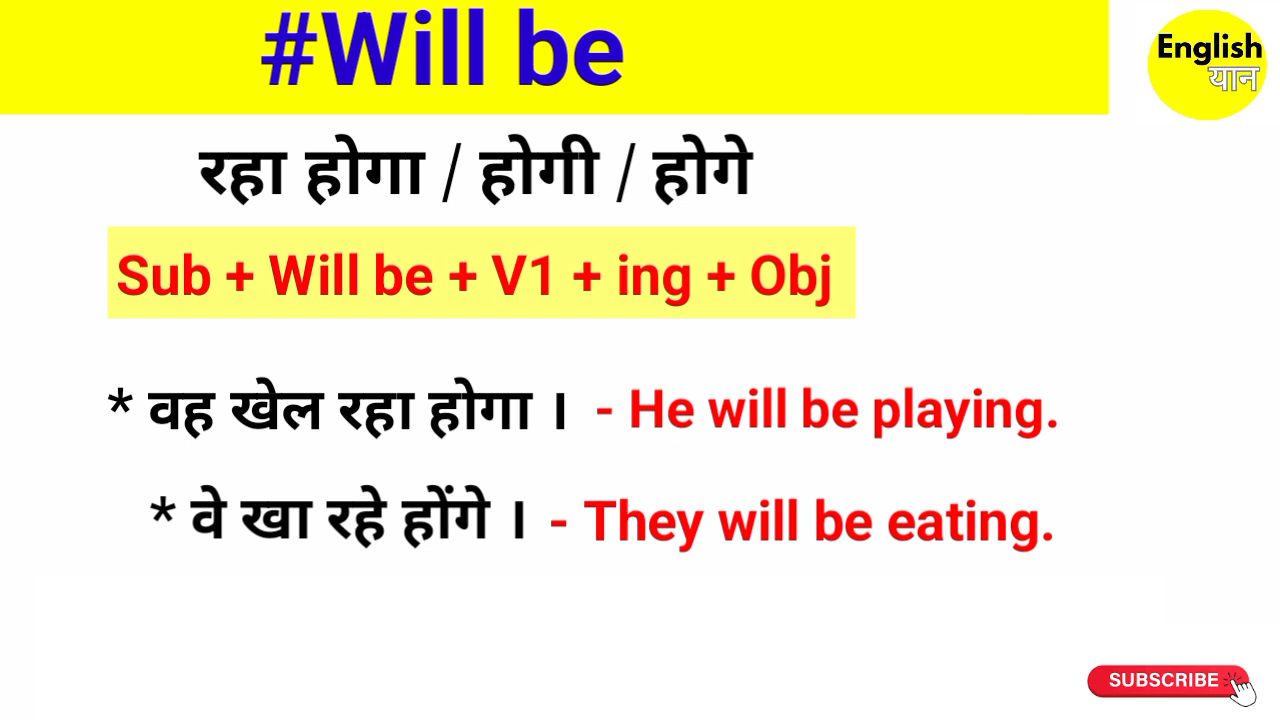 #Will be
English
यान
रहा होगा / होगी / होगे
Sub + Will be + V1 + ing + Obj
* वह खेल रहा होगा । - He will be playing.
* वे खा रहे होंगे । - They will be eating.
SUBSCRIBE